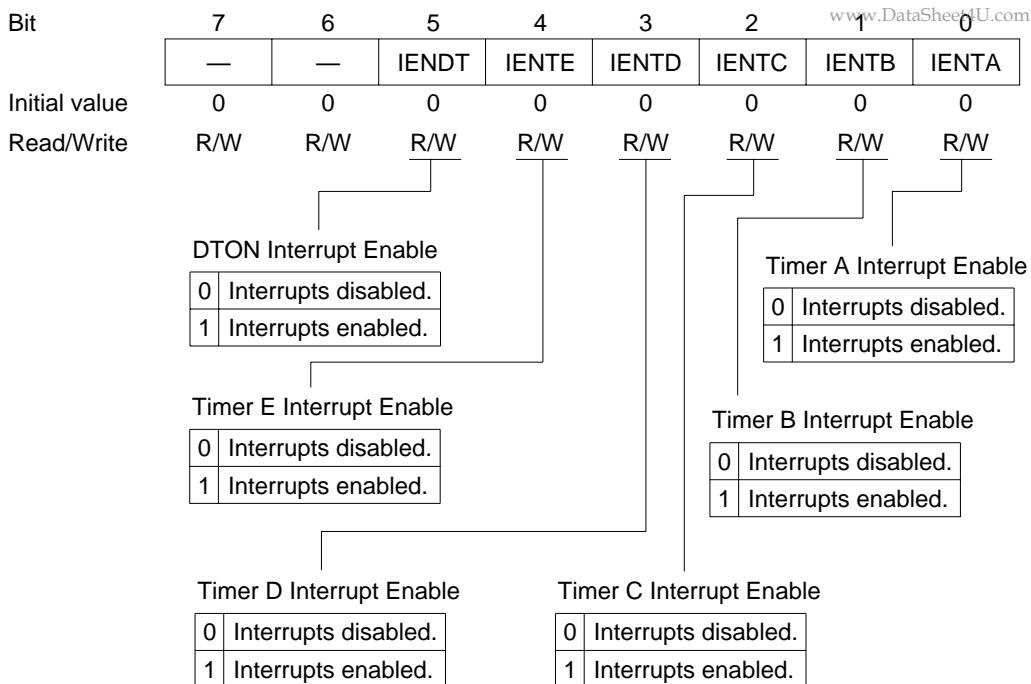 www.DataSheet4U.com
Bit 7 6 5 4 3 2 1 0
— — IENDT IENTE IENTD IENTC IENTB IENTA
Initial value 0 0 0 0 0 0 0 0
Read/Write R/W R/W R/W R/W R/W R/W R/W R/W
DTON Interrupt Enable
0 Interrupts disabled.
1 Interrupts enabled.
Timer A Interrupt Enable
0 Interrupts disabled.
1 Interrupts enabled.
Timer E Interrupt Enable
0 Interrupts disabled.
1 Interrupts enabled.
Timer B Interrupt Enable
0 Interrupts disabled.
1 Interrupts enabled.
Timer D Interrupt Enable
0 Interrupts disabled.
1 Interrupts enabled.
Timer C Interrupt Enable
0 Interrupts disabled.
1 Interrupts enabled.